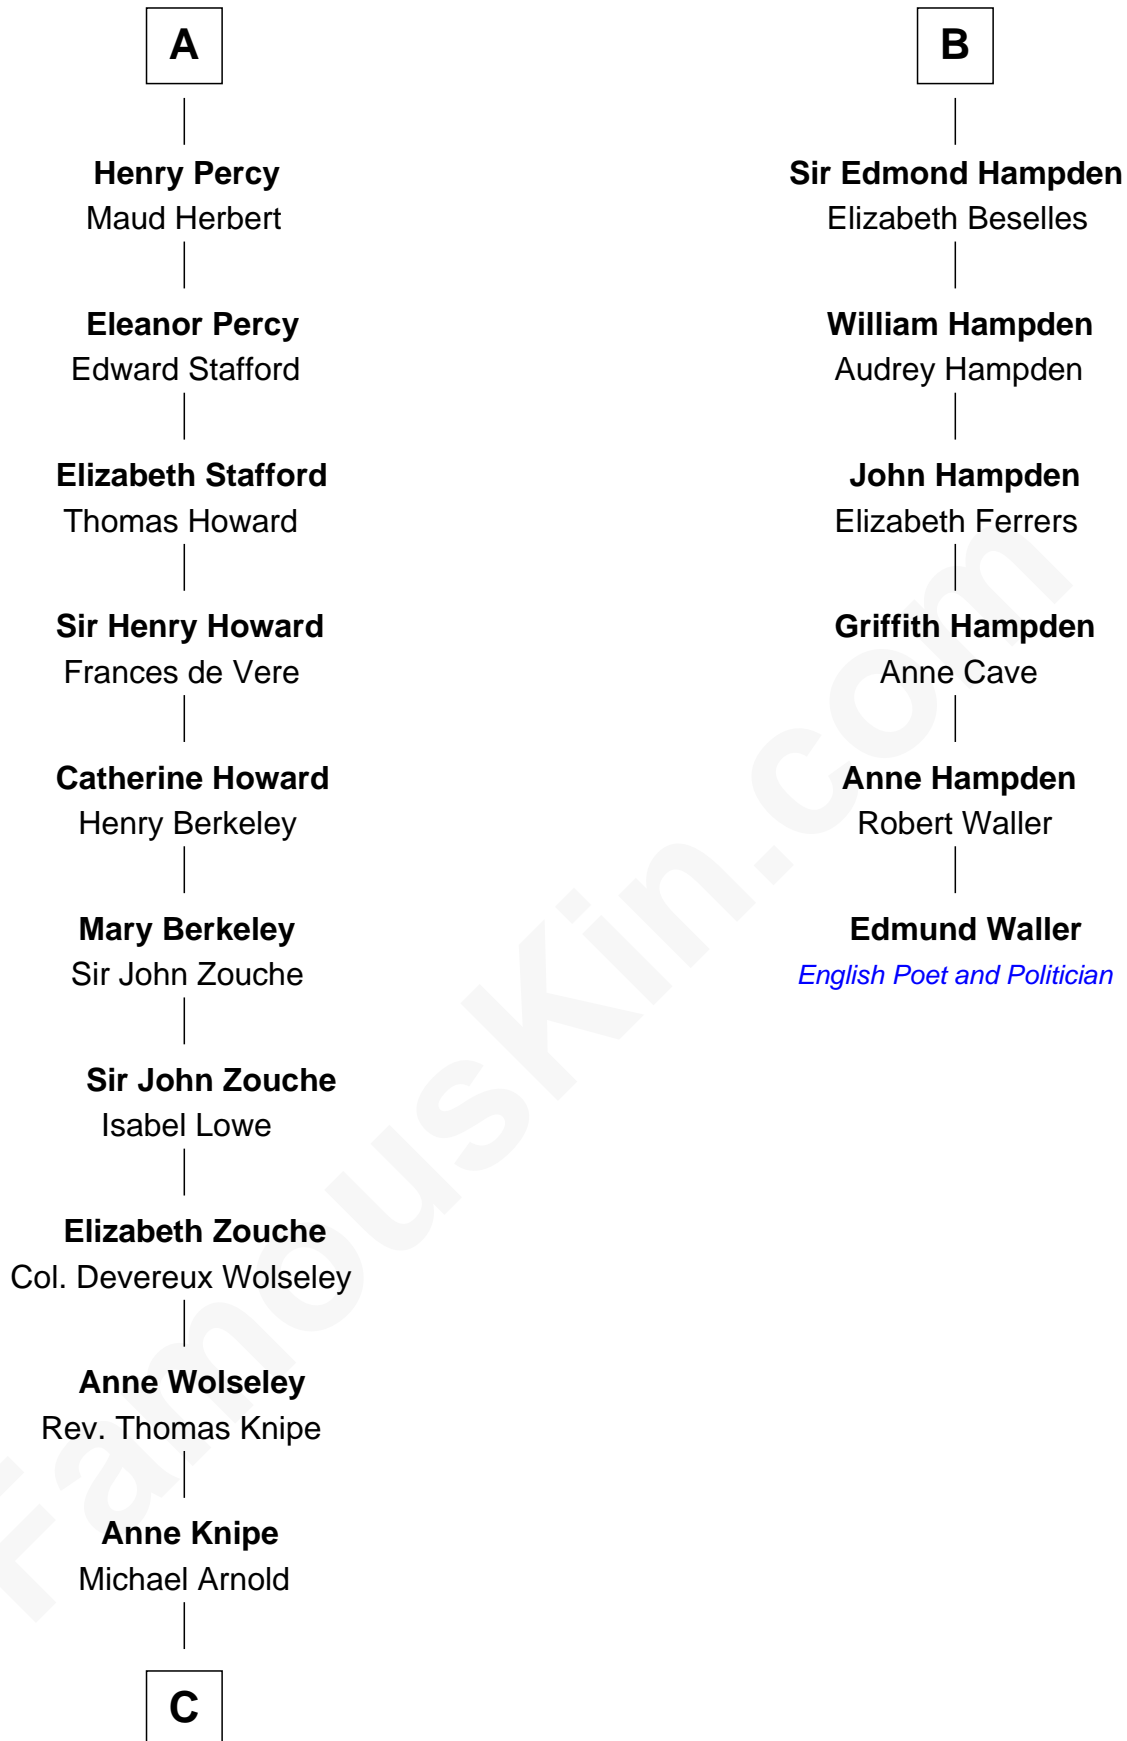 A
Henry Percy
Maud Herbert
Eleanor Percy
Edward Stafford
Elizabeth Stafford
Thomas Howard
Sir Henry Howard
Frances de Vere
Catherine Howard
Henry Berkeley
Mary Berkeley
Sir John Zouche
Sir John Zouche
Isabel Lowe
Elizabeth Zouche
Col. Devereux Wolseley
Anne Wolseley
Rev. Thomas Knipe
Anne Knipe
Michael Arnold
C
B
Sir Edmond Hampden
Elizabeth Beselles
William Hampden
Audrey Hampden
John Hampden
Elizabeth Ferrers
Griffith Hampden
Anne Cave
Anne Hampden
Robert Waller
Edmund Waller
English Poet and Politician
FamousKin.com